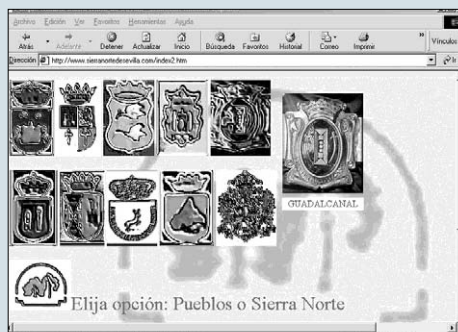 Archivo Edición Ver Favoritos Herramientas Ayuda
Atrás Adelante Detener Actualizar Inicio Búsqueda Favoritos Historial Correo Imprimir
Vínculos
Dirección http://www.sierranortedesevilla.com/index2.htm
GUADALCANAL
Elija opción: Pueblos o Sierra Norte